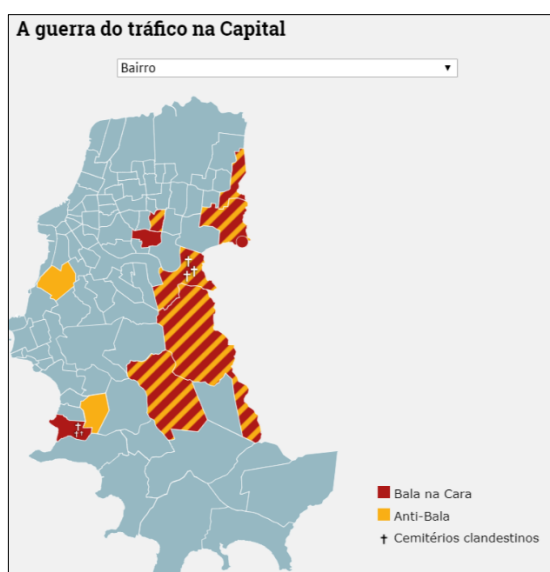 A guerra do tráfico na Capital
Bairro
Bala na Cara
Anti-Bala
Cemitérios clandestinos